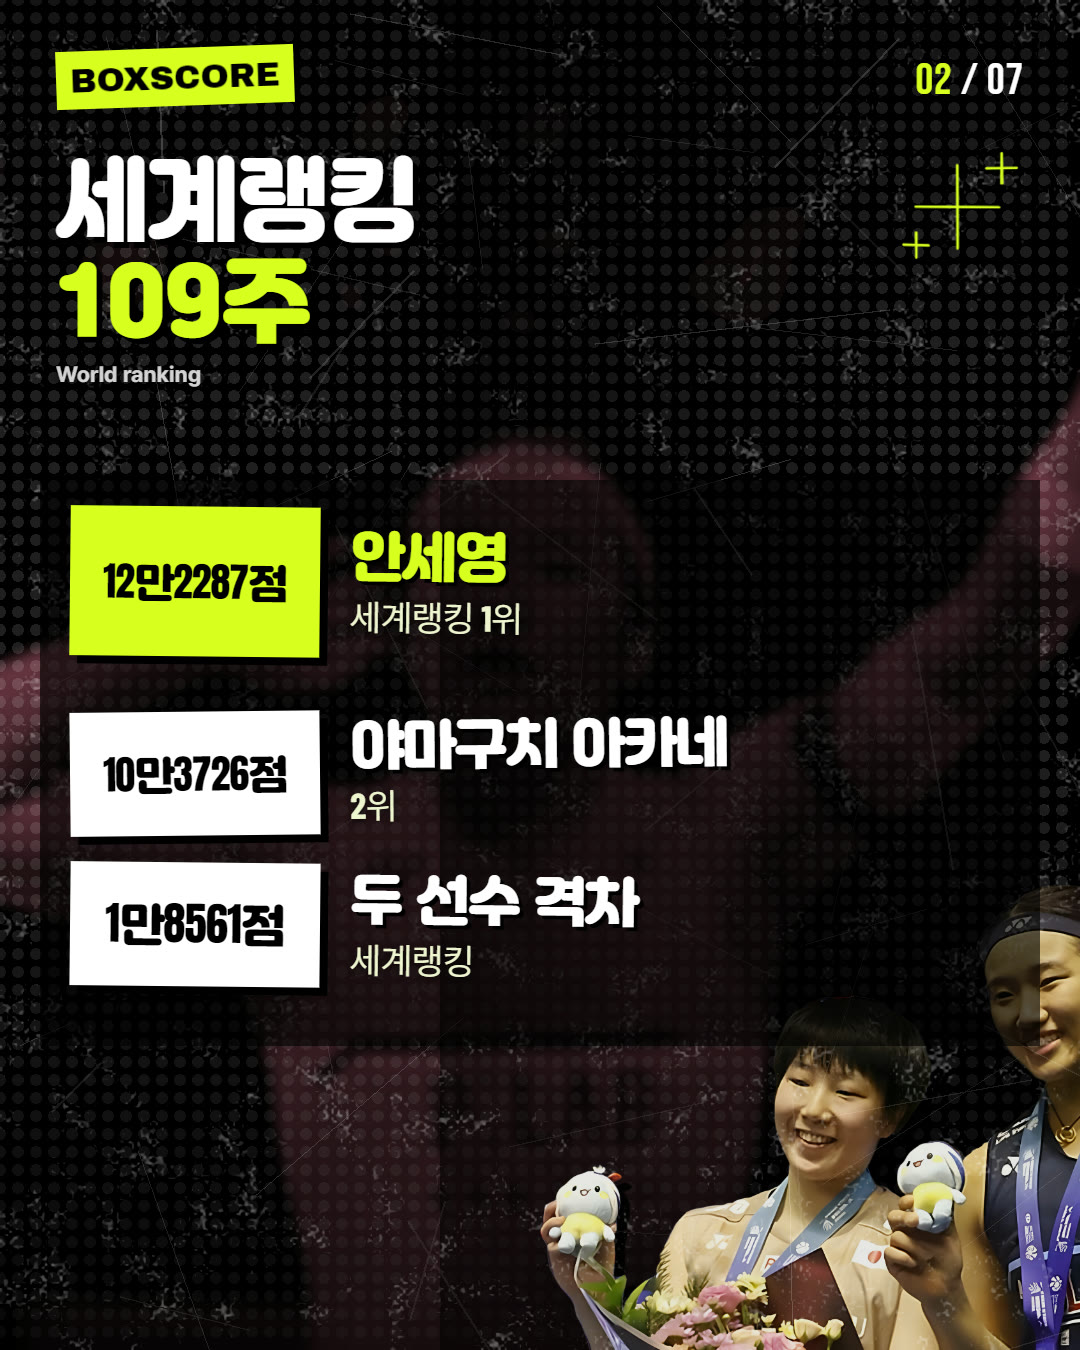 BOXSCORE
02 / 07
세계랭킹
109주
World ranking
12만2287점
안세영
세계랭킹 1위
10만3726점
야마구치 아카네
2위
1만8561점
두 선수 격차
세계랭킹